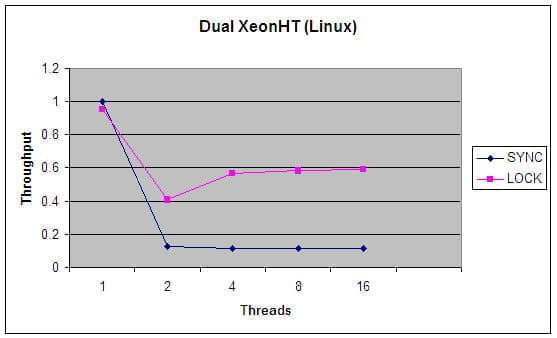 Dual XeonHT (Linux)
1.2
1
0.8
0.6
0.4
0.2
0
Throughput
1 2 4 8 16
Threads
SYNC
LOCK